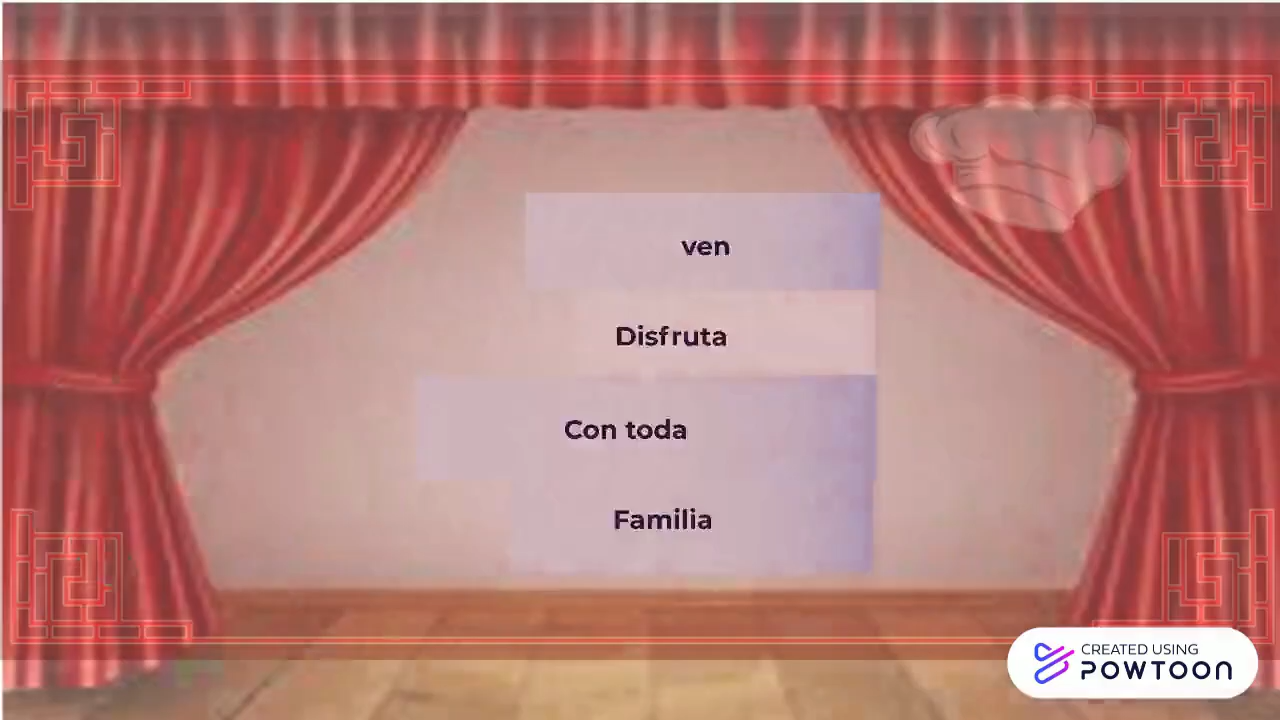 ven
Disfruta
Con toda
Familia
CREATED USING
POWTOON